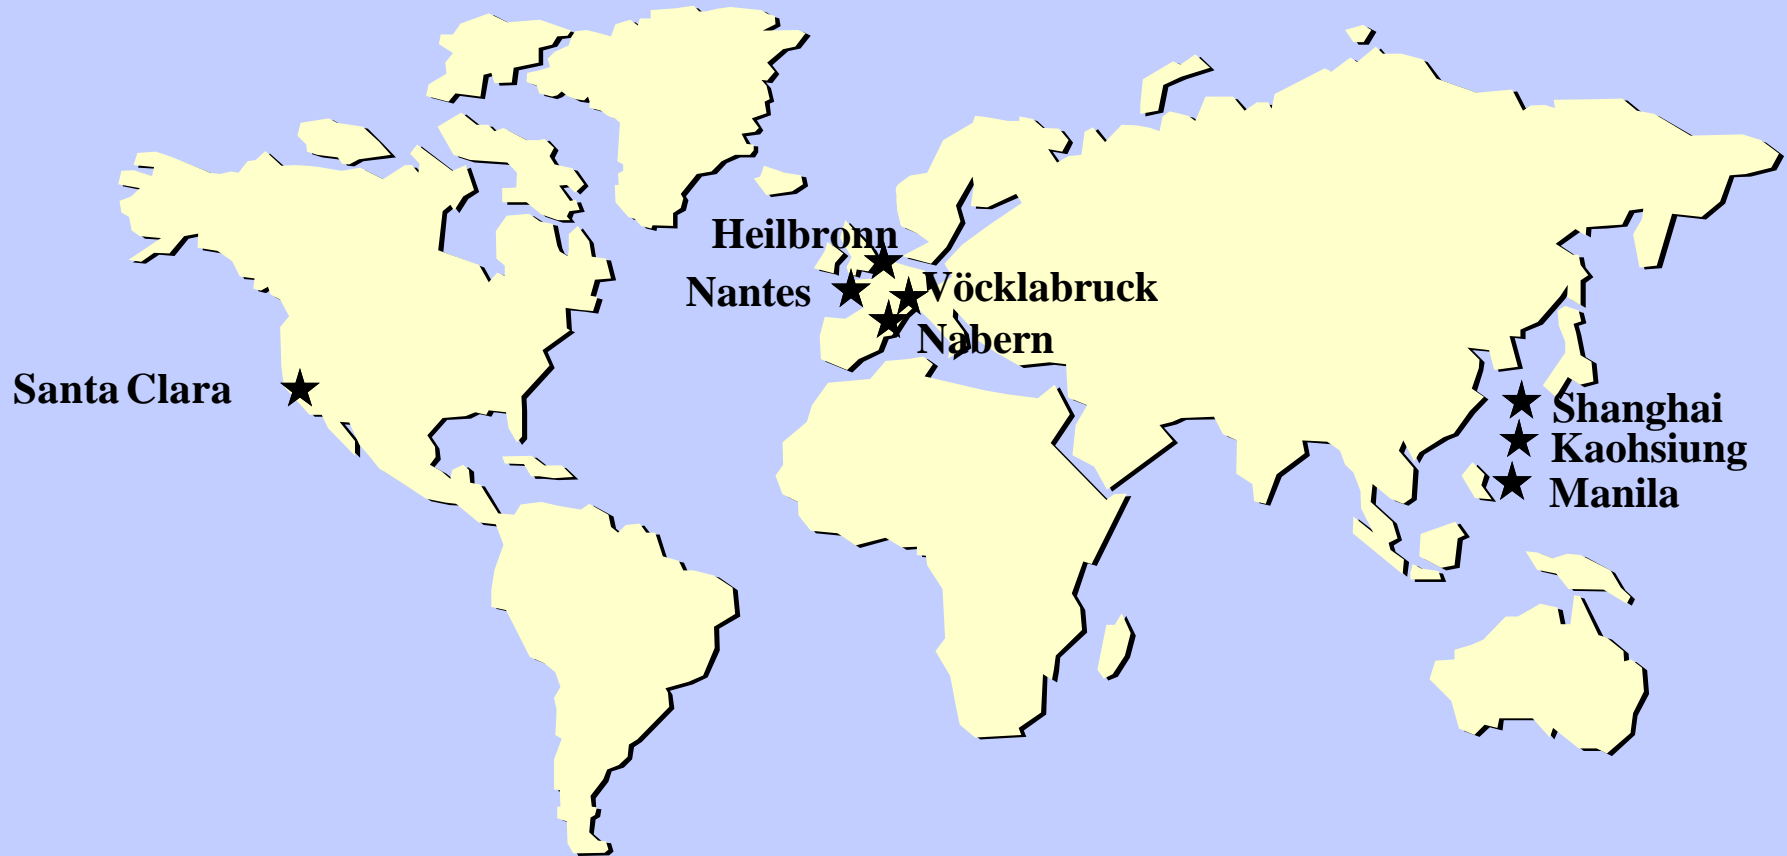 Heilbronn
Nantes
Vöcklabruck
Nabern
Santa Clara
Shanghai
Kaohsiung
Manila